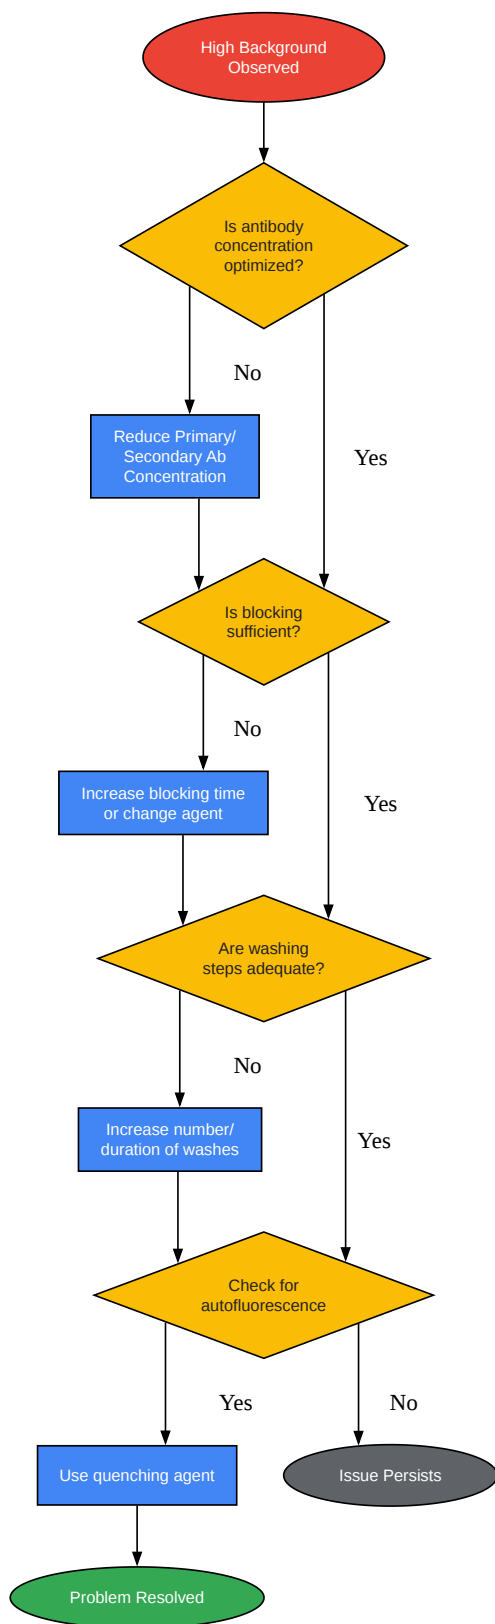 High Background
Observed
Is antibody
concentration
optimized?
No
Reduce Primary/
Secondary Ab
Concentration
Yes
Is blocking
sufficient?
No
Increase blocking time
or change agent
Yes
Are washing
steps adequate?
No
Increase number/
duration of washes
Yes
Check for
autofluorescence
Yes
No
Use quenching agent
Issue Persists
Problem Resolved